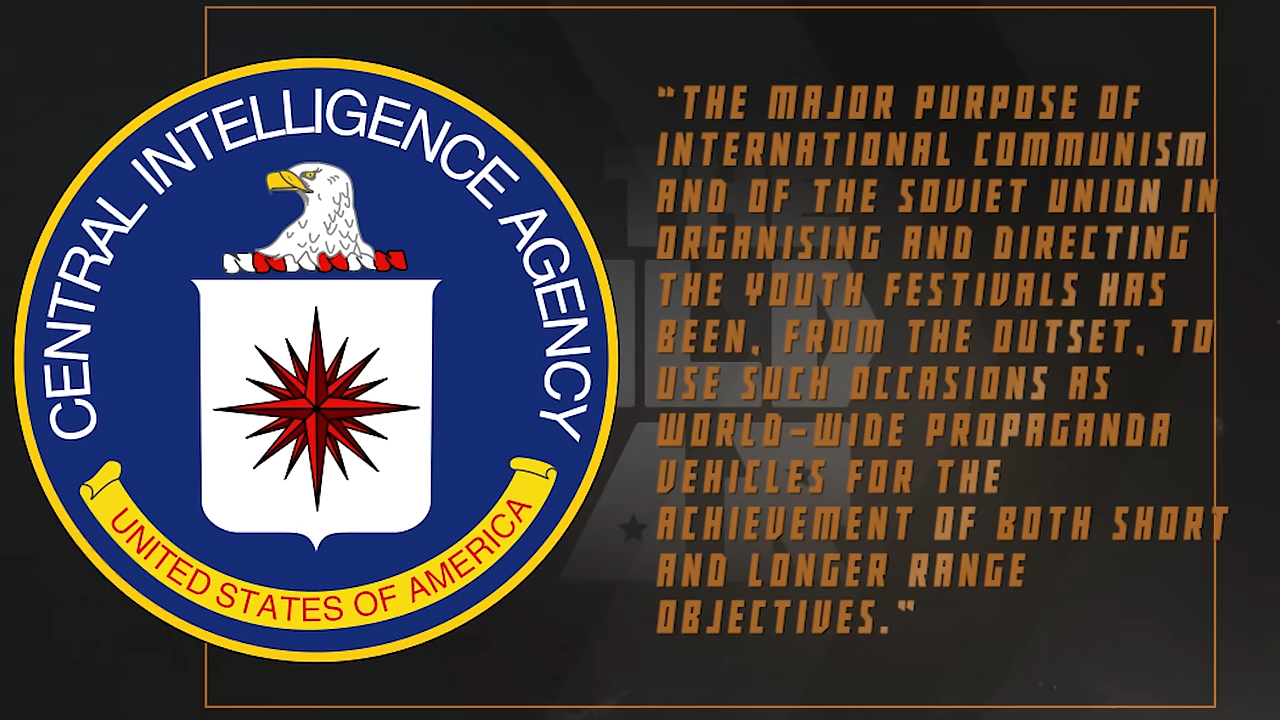 CENTRAL INTELLIGENCE AGENCY
UNITED STATES OF AMERICA
"THE MAJOR PURPOSE OF
INTERNATIONAL COMMUNISM
AND OF THE SOVIET UNION IN
ORGANISING AND DIRECTING
THE YOUTH FESTIVALS HAS
BEEN, FROM THE OUTSET, TO
USE SUCH OCCASIONS AS
WORLD-WIDE PROPAGANDA
VEHICLES FOR THE
ACHIEVEMENT OF BOTH SHORT
AND LONGER RANGE
OBJECTIVES."